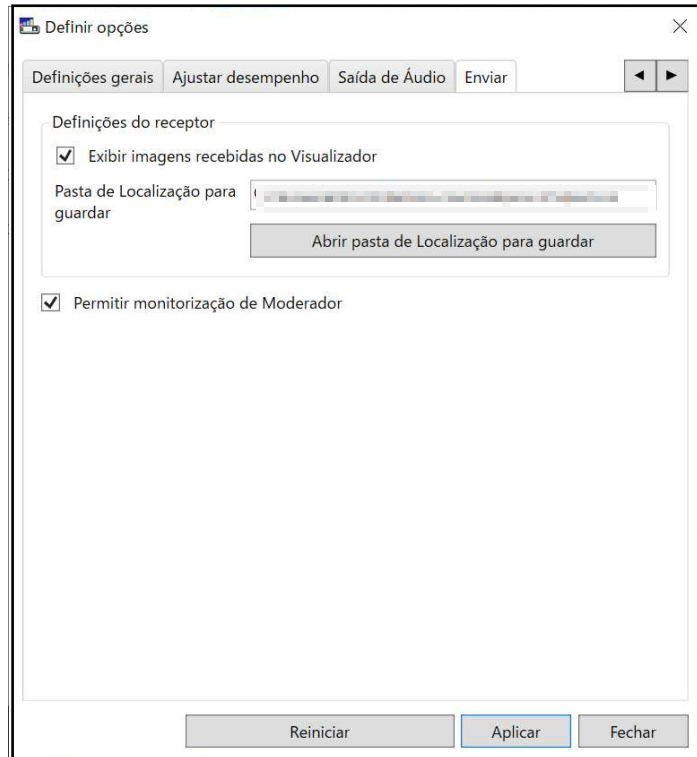 Definir opções
Definições gerais Ajustar desempenho Saída de Áudio Enviar
Definições do receptor
Exibir imagens recebidas no Visualizador
Pasta de Localização para
guardar
Abrir pasta de Localização para guardar
Permitir monitorização de Moderador
Reiniciar Aplicar Fechar